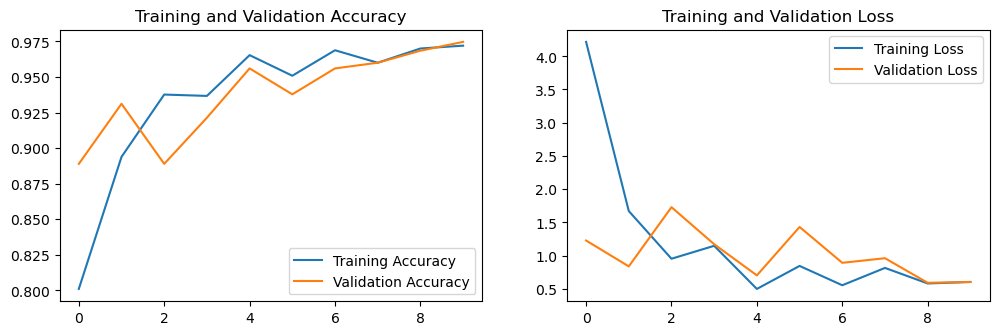 Training and Validation Accuracy
0.975
0.950
0.925
0.900
0.875
0.850
0.825
0.800
0 2 4 6 8
Training Accuracy
Validation Accuracy
Training and Validation Loss
4.0
3.5
3.0
2.5
2.0
1.5
1.0
0.5
0 2 4 6 8
Training Loss
Validation Loss